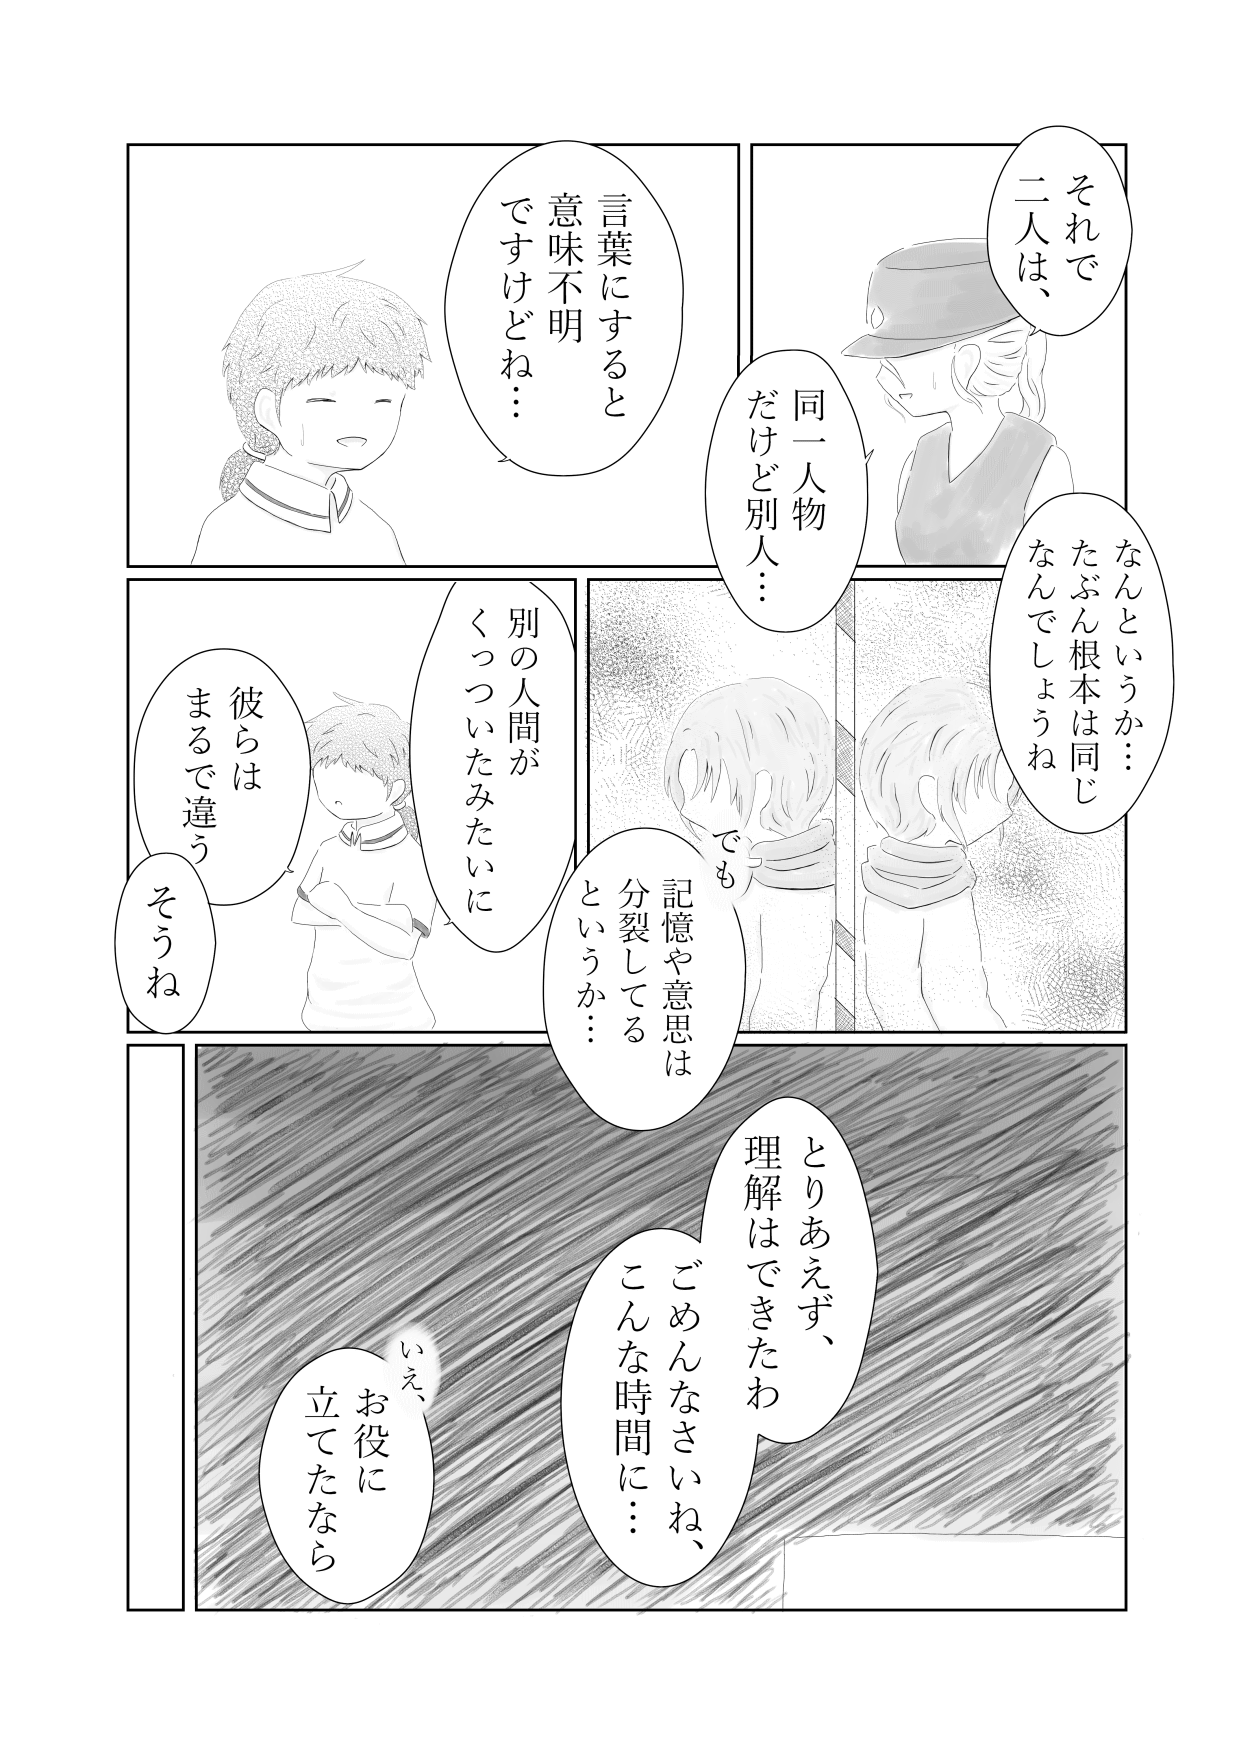 それで
二人は、
同一人物
だけど別人…
言葉にすると
意味不明
ですけどね…
なんというか…
たぶん根本は同じ
なんでしょうね
でも
記憶や意思は
分裂してる
というか…
別の人間が
くっついたみたいに
彼らは
まるで違う
そうね
とりあえず、
理解はできたわ
ごめんなさいね、
こんな時間に…
いえ、
お役に
立てたなら